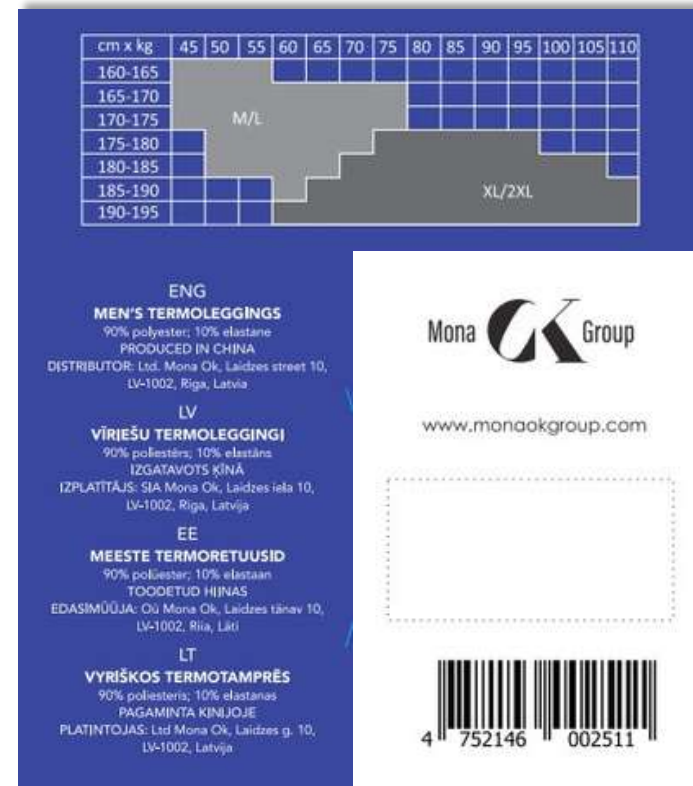 cm x kg 45 50 55 60 65 70 75 80 85 90 95 100 105 110
160-165
165-170
170-175
M/L
175-180
180-185
185-190
XL/2XL
190-195
ENG
MEN'S TERMOLEGGINGS
90% polyester; 10% elastane
PRODUCED IN CHINA
DISTRIBUTOR: Ltd. Mona Ok, Laidzes street 10,
LV-1002, Riga, Latvia
LV
VĪRIEŠU TERMOLEGGINGI
90% poliestērs; 10% elastāns
IZGATAVOTS ĶĪNĀ
IZPLATĪTĀJS: SIA Mona Ok, Laidzes iela 10,
LV-1002, Rīga, Latvija
EE
MEESTE TERMORETUUSID
90% polüester; 10% elastaan
TOODETUD HIINAS
EDASIMÜÜJA: Oü Mona Ok, Laidzes tänav 10,
LV-1002, Riia, Läti
LT
VYRIŠKOS TERMOTAMPRĖS
90% poliesteris; 10% elastanas
PAGAMINTA KINIJOJE
PLATINTOJAS: Ltd Mona Ok, Laidzes g. 10,
LV-1002, Latvija
Mona OK Group
www.monaokgroup.com
4 752146 002511